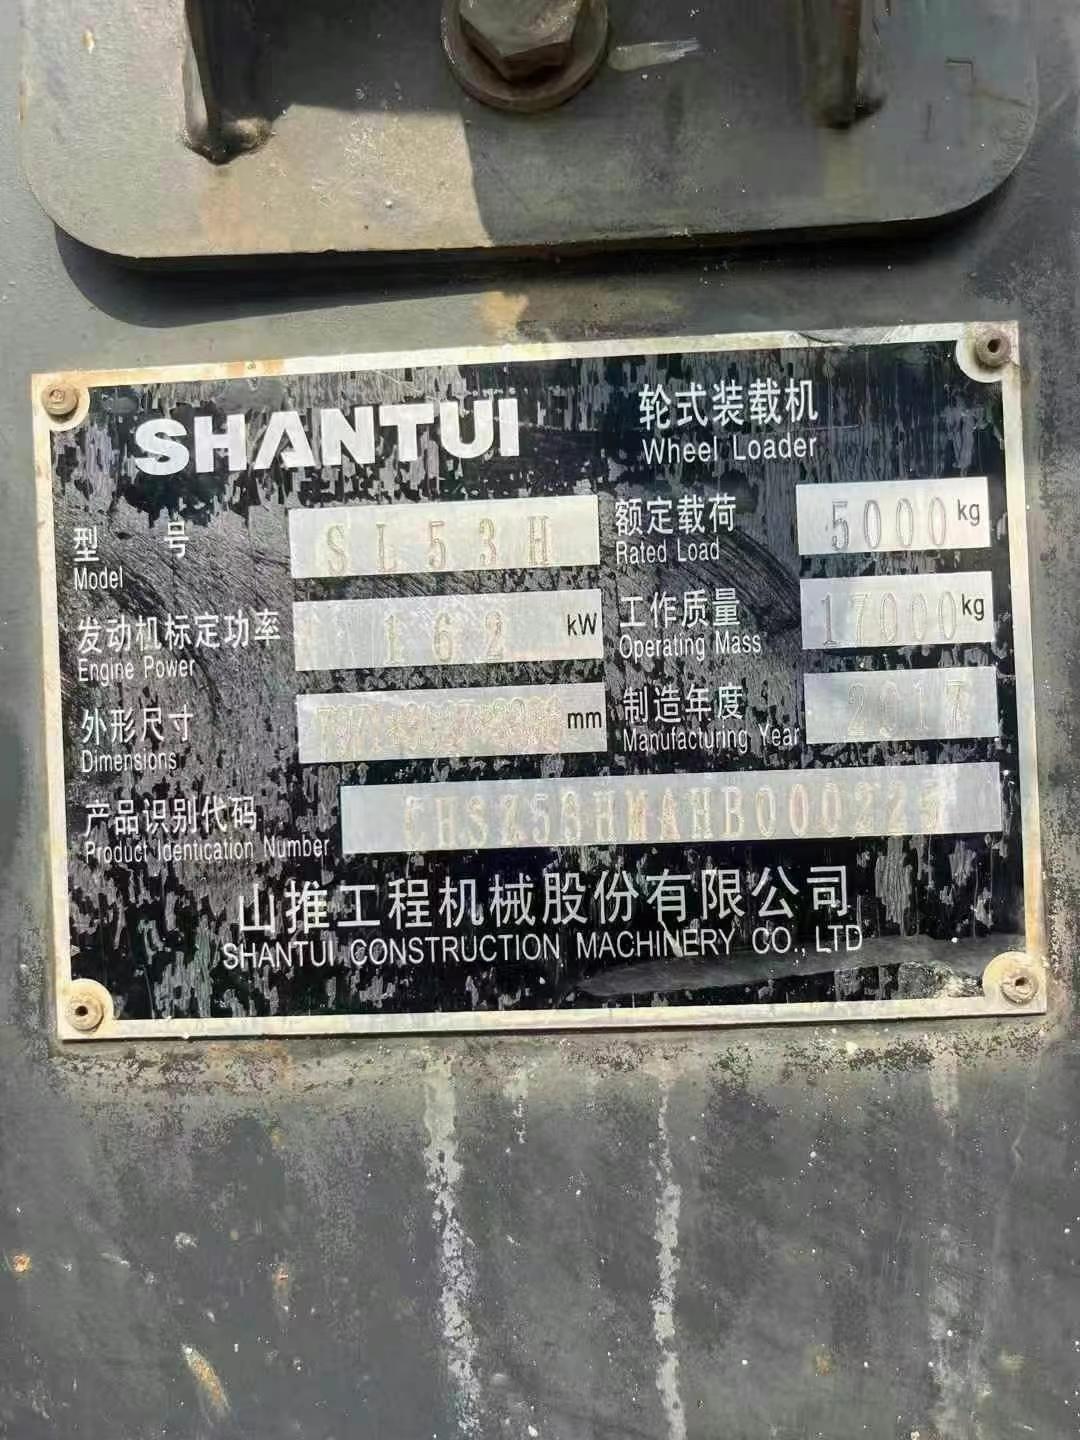 SHANTUI
轮式装载机
Wheel Loader
型号 SL53H
Model
额定载荷 5000 kg
Rated Load
发动机标定功率 162 kW
Engine Power
工作质量 17000 kg
Operating Mass
外形尺寸 mm
Dimensions
制造年度 2017
Manufacturing Year
产品识别代码
Product Identication Number
山推工程机械股份有限公司
SHANTUI CONSTRUCTION MACHINERY CO., LTD